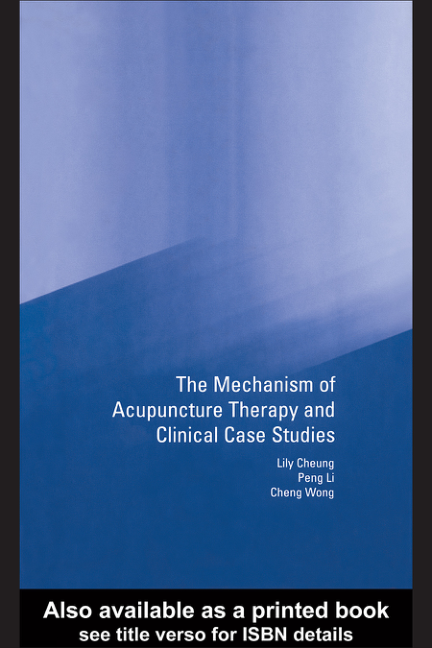 The Mechanism of
Acupuncture Therapy and
Clinical Case Studies
Lily Cheung
Peng Li
Cheng Wong
Also available as a printed book
see title verso for ISBN details